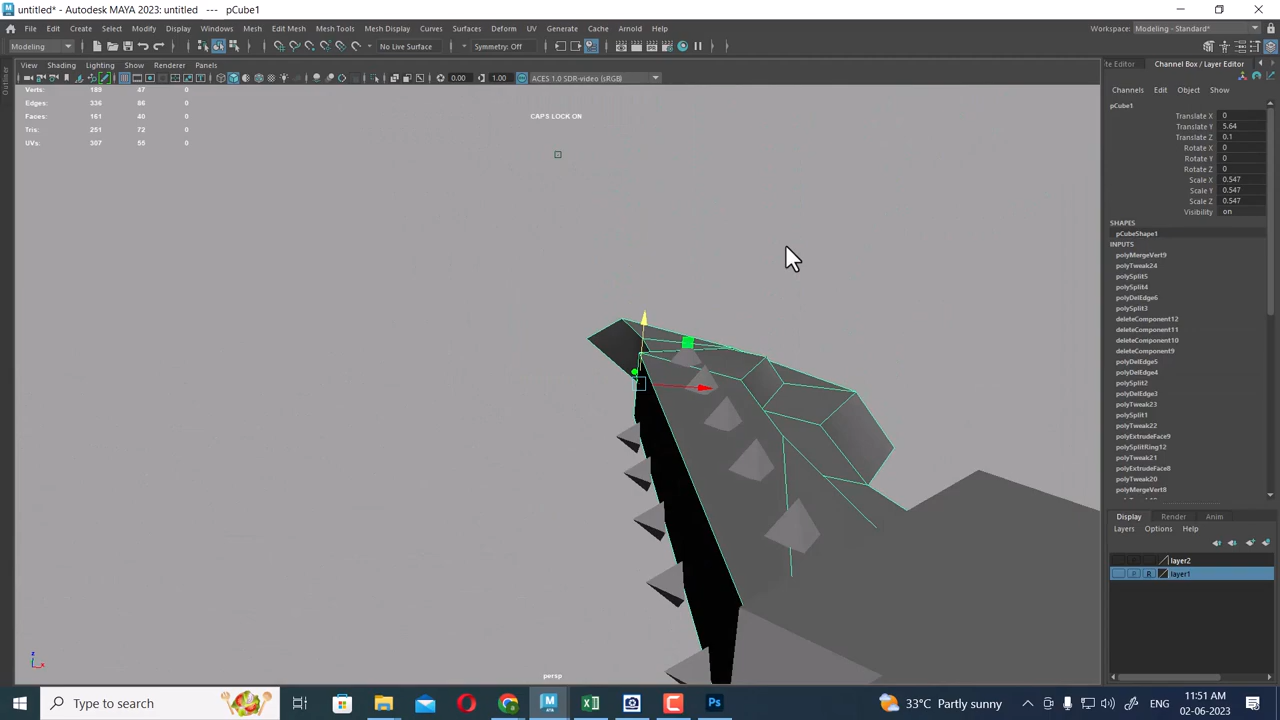 untitled* - Autodesk MAYA 2023: untitled --- pCube1
File Edit Create Select Modify Display Windows Mesh Edit Mesh Mesh Tools Mesh Display Curves Surfaces Deform UV Generate Cache Arnold Help
Workspace: Modeling - Standard*
Modeling No Live Surface Symmetry: Off
View Shading Lighting Show Renderer Panels
te Editor Channel Box / Layer Editor
0.00 1.00 ACES 1.0 SDR-video (sRGB)
Outliner
Verts: 189 47 0
Edges: 336 86 0
Faces: 161 40 0
Tris: 251 72 0
UVs: 307 55 0
CAPS LOCK ON
Channels Edit Object Show
pCube1
Translate X 0
Translate Y 5.64
Translate Z 0.1
Rotate X 0
Rotate Y 0
Rotate Z 0
Scale X 0.547
Scale Y 0.547
Scale Z 0.547
Visibility on
SHAPES
pCubeShape1
INPUTS
polyMergeVert9
polyTweak24
polySplit5
polySplit4
polyDelEdge6
polySplit3
deleteComponent12
deleteComponent11
deleteComponent10
deleteComponent9
polyDelEdge5
polyDelEdge4
polySplit2
polyDelEdge3
polyTweak23
polySplit1
polyTweak22
polyExtrudeFace9
polySplitRing12
polyTweak21
polyExtrudeFace8
polyTweak20
polyMergeVert8
Display Render Anim
Layers Options Help
layer2
P R layer1
z
x
persp
Type here to search
33°C Partly sunny
ENG
11:51 AM
02-06-2023